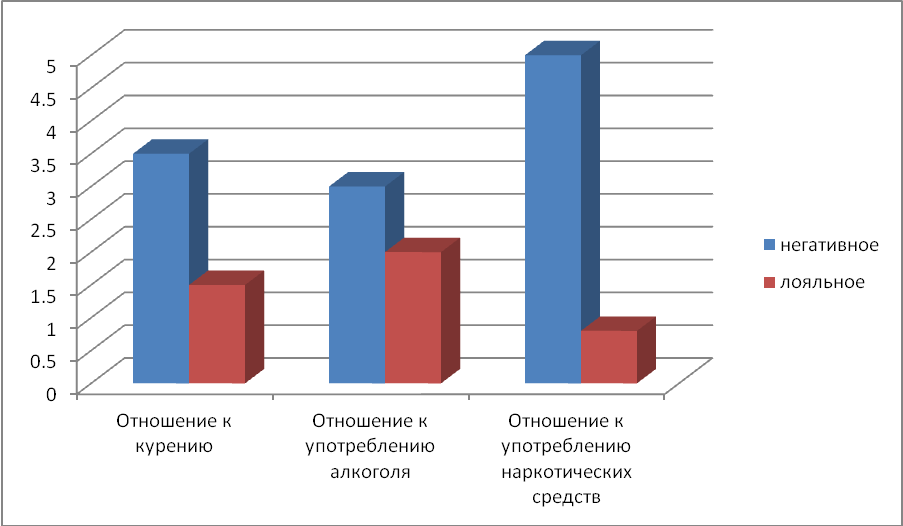 5
4.5
4
3.5
3
2.5
2
1.5
1
0.5
0
Отношение к
курению
Отношение к
употреблению
алкоголя
Отношение к
употреблению
наркотических
средств
негативное
лояльное